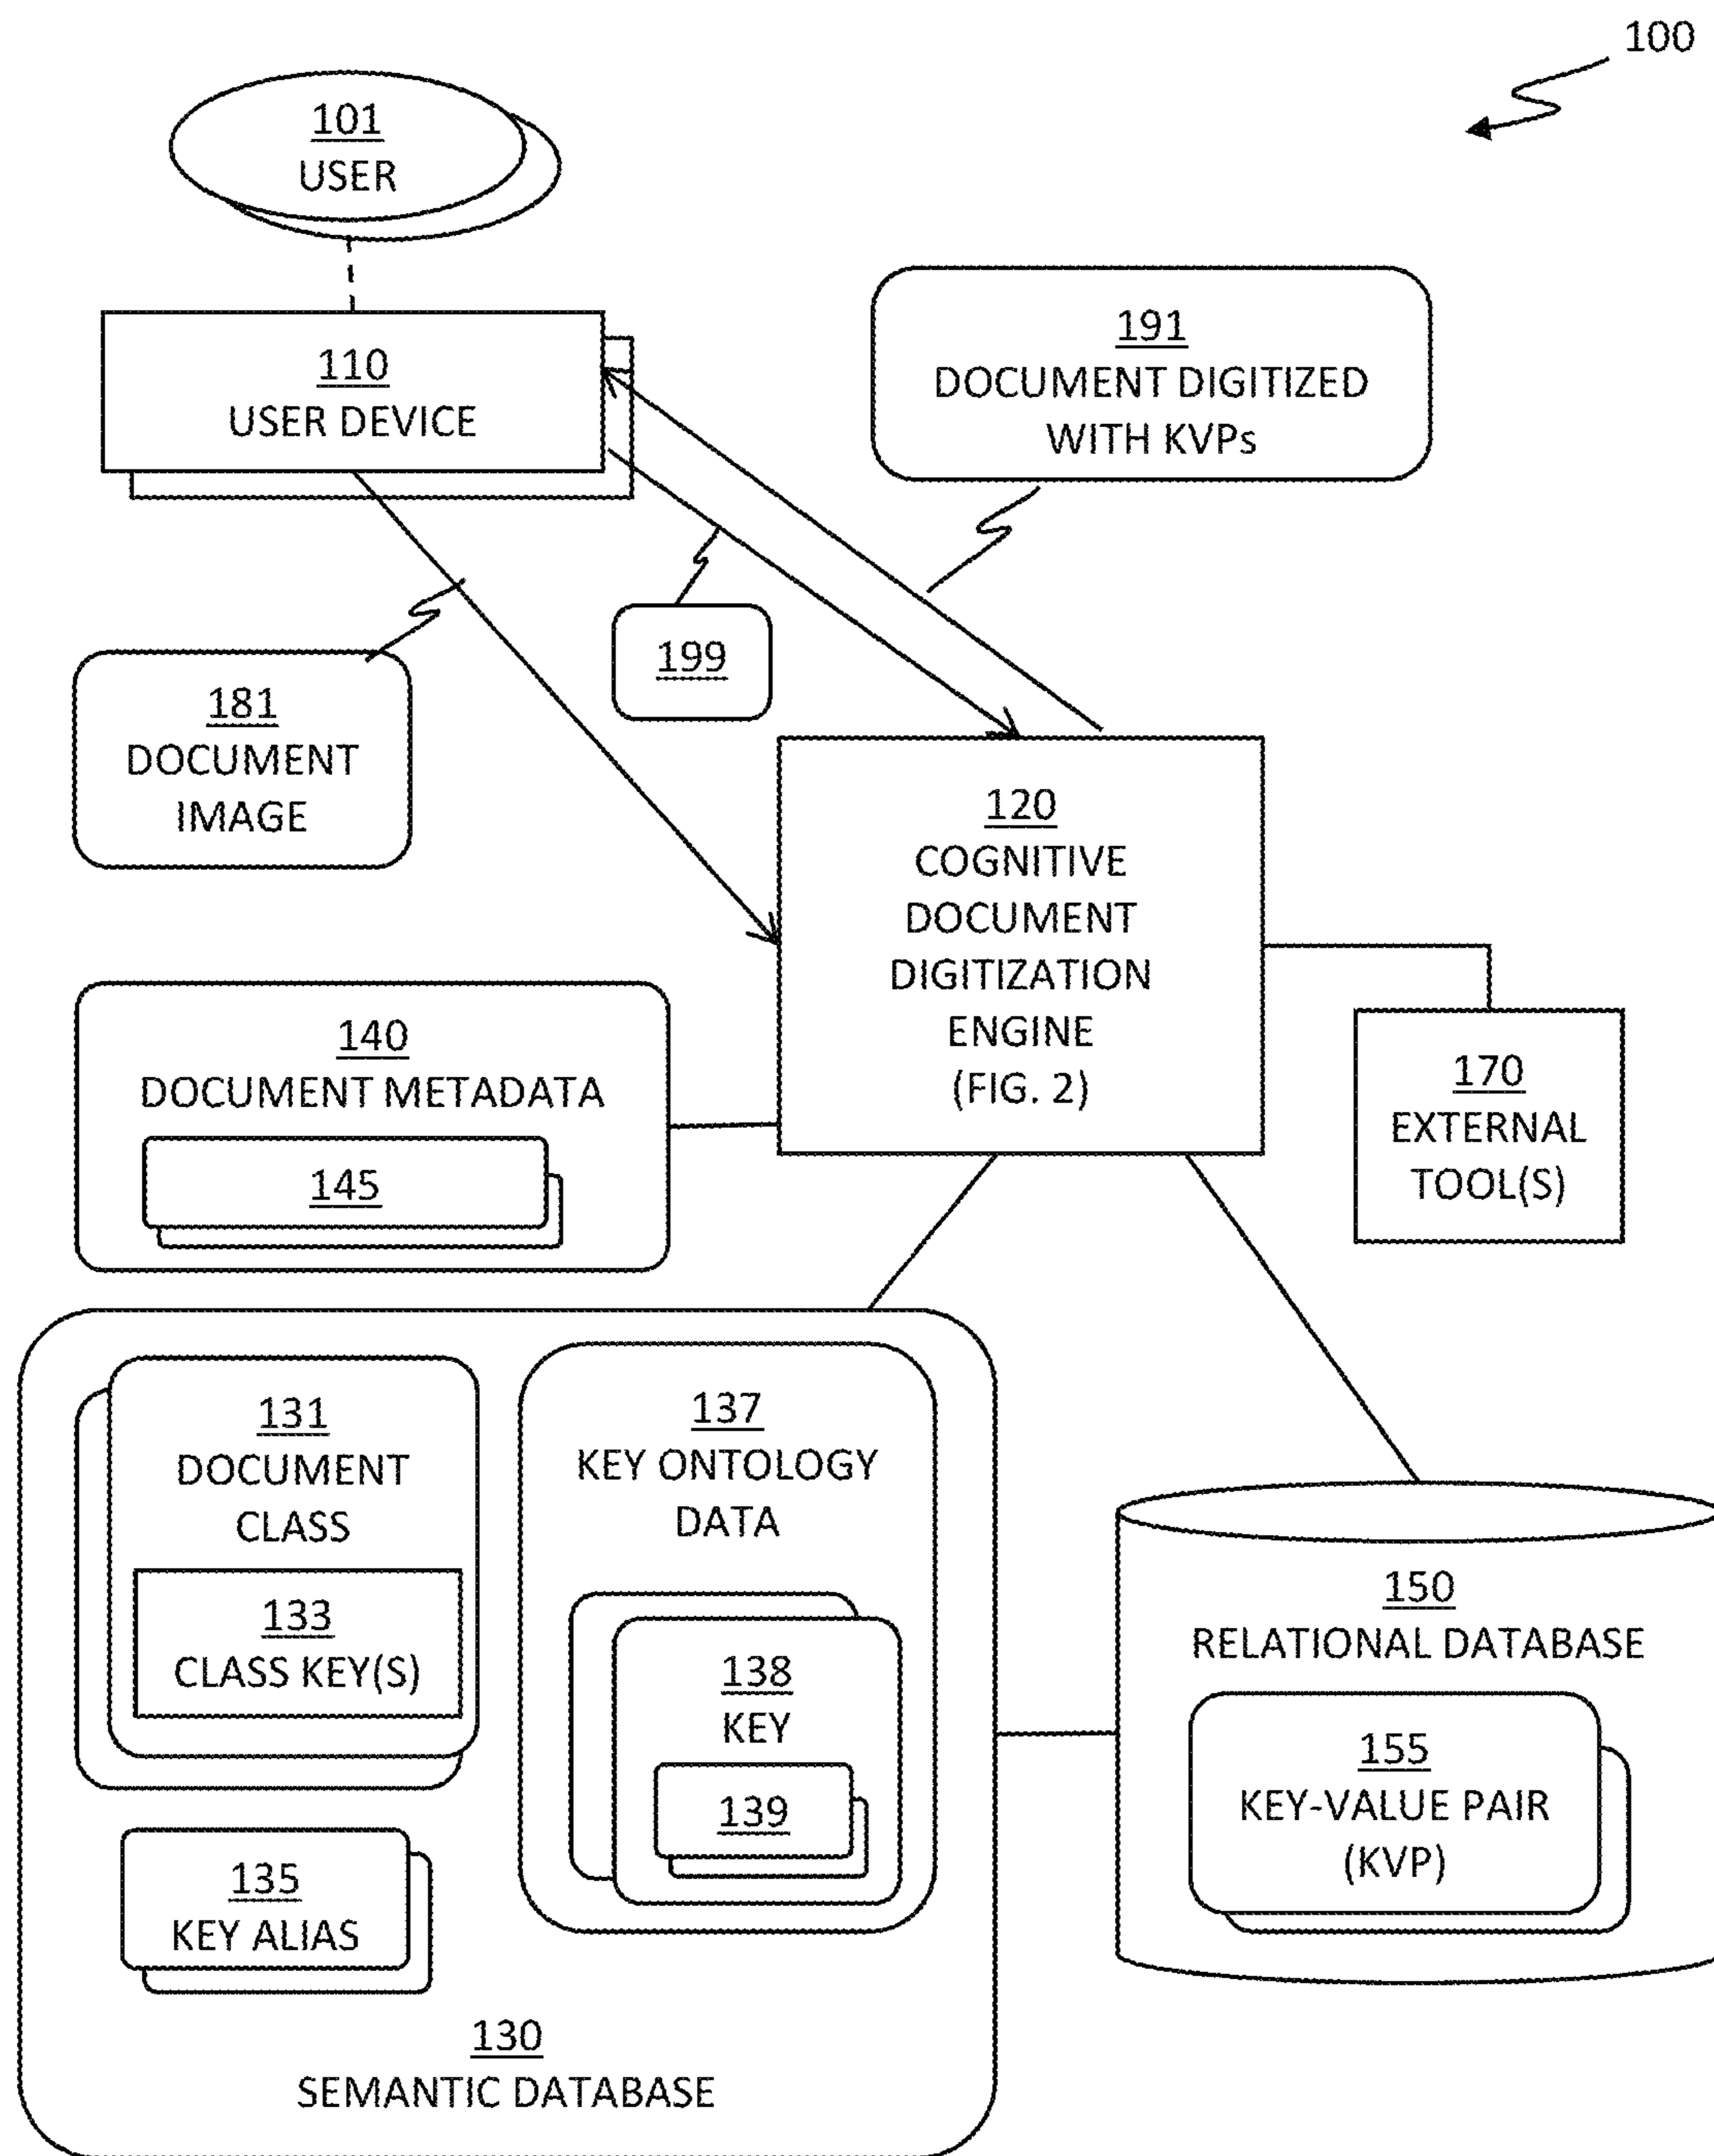 100
101
USER
110
USER DEVICE
191
DOCUMENT DIGITIZED
WITH KVPs
199
181
DOCUMENT
IMAGE
120
COGNITIVE
DOCUMENT
DIGITIZATION
ENGINE
(FIG. 2)
140
DOCUMENT METADATA
145
170
EXTERNAL
TOOL(S)
131
DOCUMENT
CLASS
133
CLASS KEY(S)
137
KEY ONTOLOGY
DATA
138
KEY
139
135
KEY ALIAS
130
SEMANTIC DATABASE
150
RELATIONAL DATABASE
155
KEY-VALUE PAIR
(KVP)